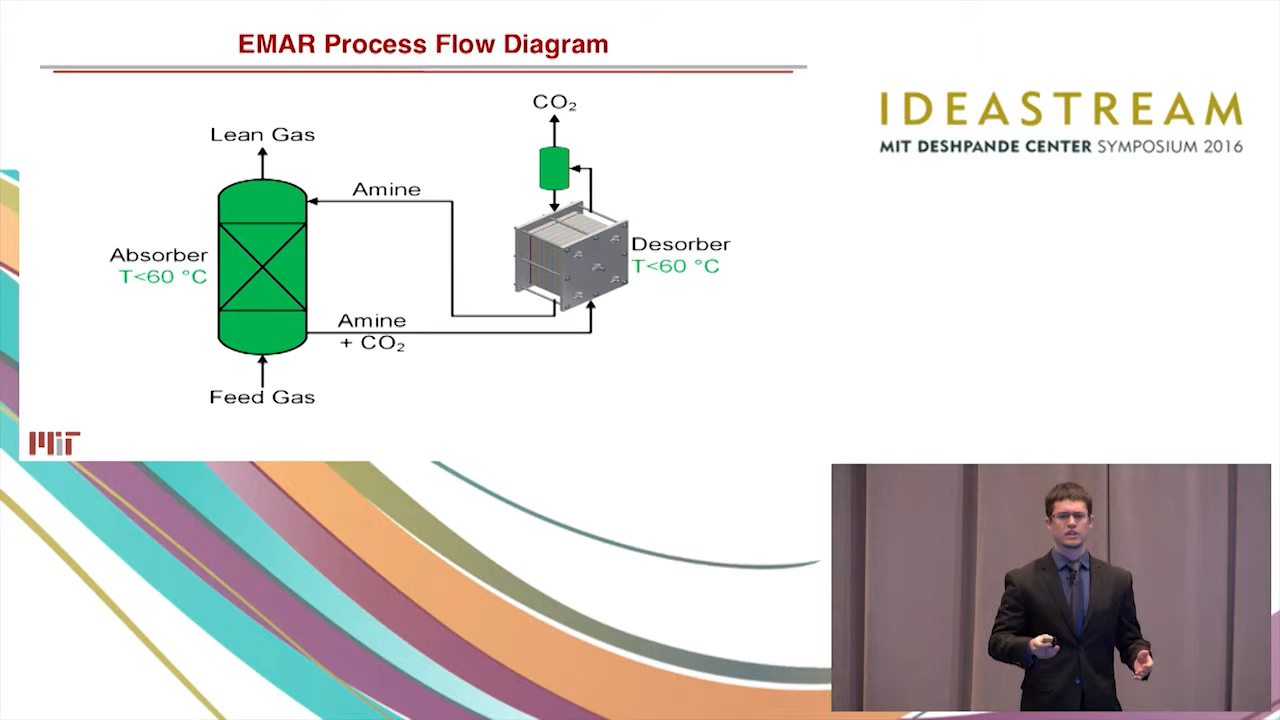 EMAR Process Flow Diagram
IDEASTREAM
MIT DESHPANDE CENTER SYMPOSIUM 2016
CO₂
Lean Gas
Amine
Absorber
T<60 °C
Desorber
T<60 °C
Amine
+ CO₂
Feed Gas
MIT